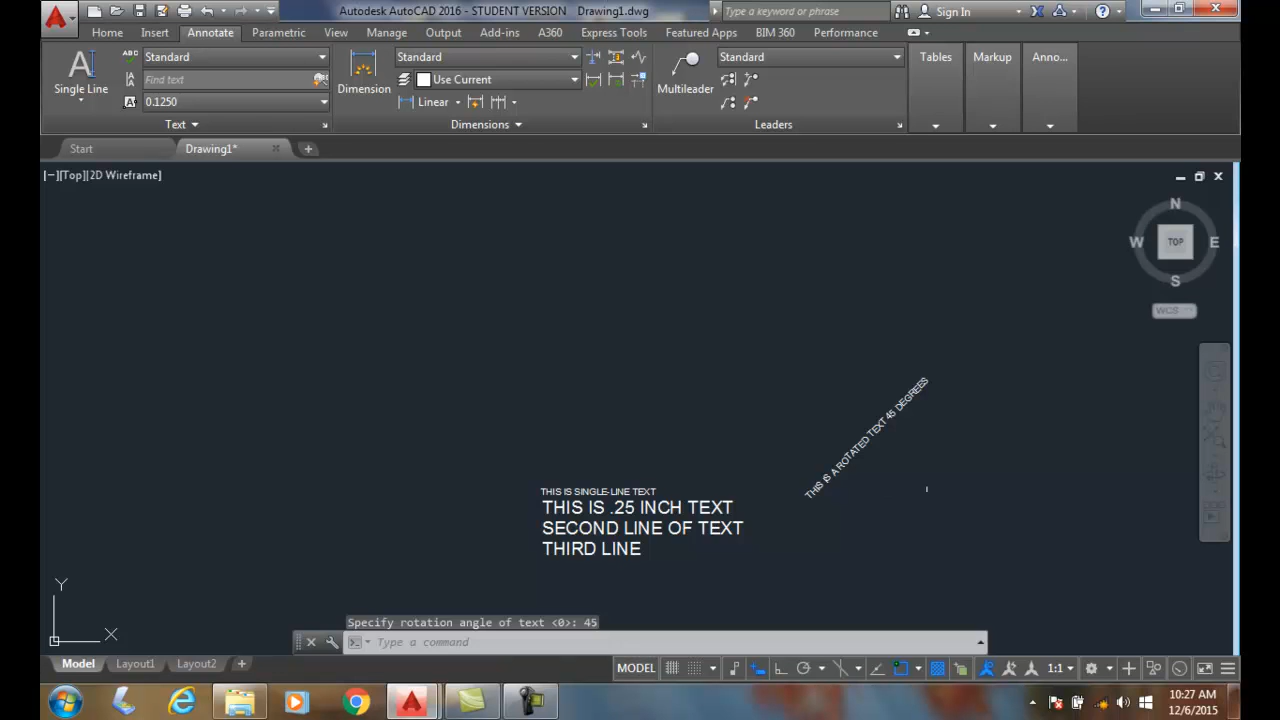 Autodesk AutoCAD 2016 - STUDENT VERSION Drawing1.dwg
Type a keyword or phrase
Sign In
Home Insert Annotate Parametric View Manage Output Add-ins A360 Express Tools Featured Apps BIM 360 Performance
Single Line
Standard
Find text
0.1250
Text
Dimension
Standard
Use Current
Linear
Dimensions
Multileader
Standard
Leaders
Tables
Markup
Anno...
Start
Drawing1*
[−][Top][2D Wireframe]
N
W TOP E
S
WCS
THIS IS A ROTATED TEXT 45 DEGREES
THIS IS SINGLE-LINE TEXT
THIS IS .25 INCH TEXT
SECOND LINE OF TEXT
THIRD LINE
Y
X
Specify rotation angle of text <0>: 45
Type a command
Model Layout1 Layout2
MODEL
1:1
10:27 AM
12/6/2015